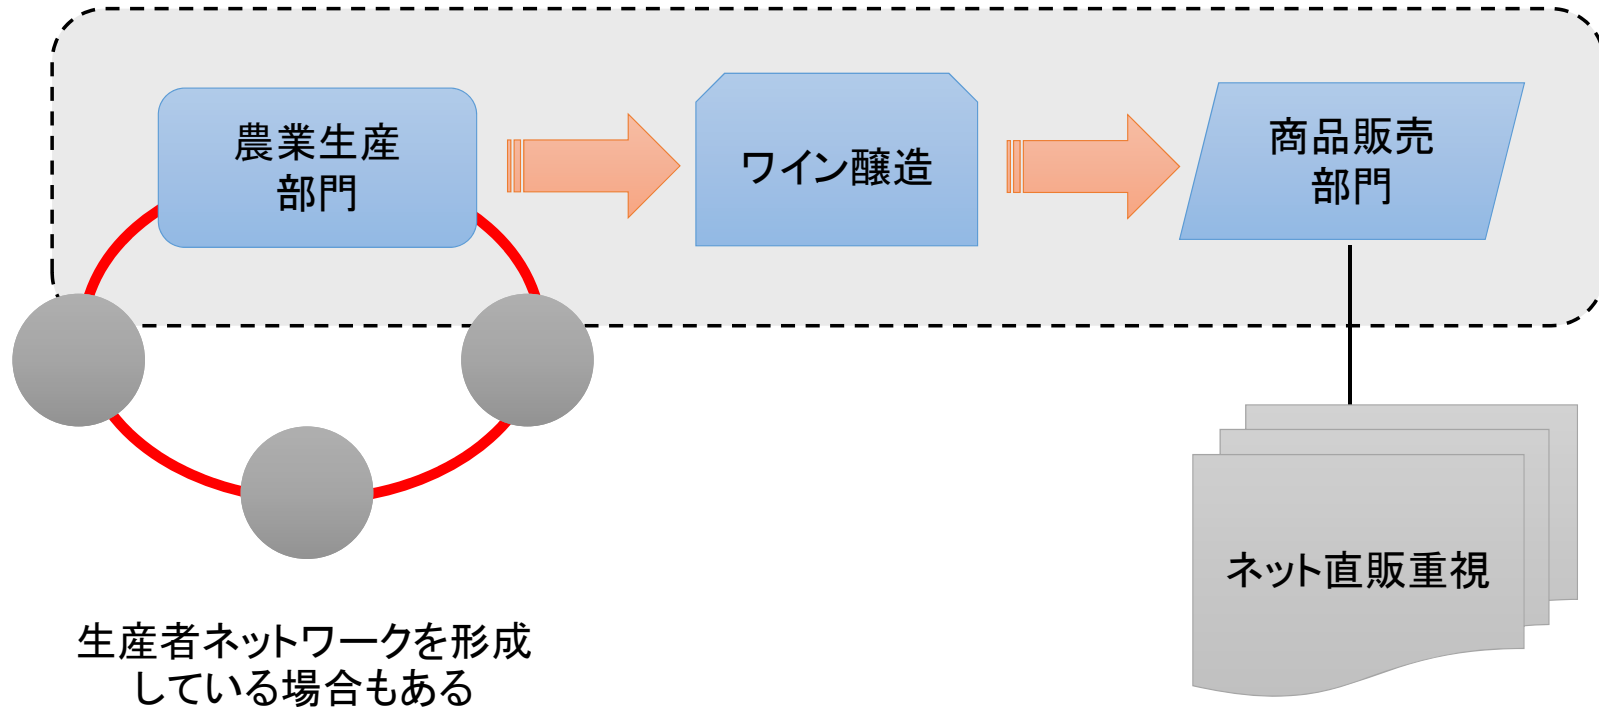 農業生産
部門
ワイン醸造
商品販売
部門
ネット直販重視
生産者ネットワークを形成
している場合もある